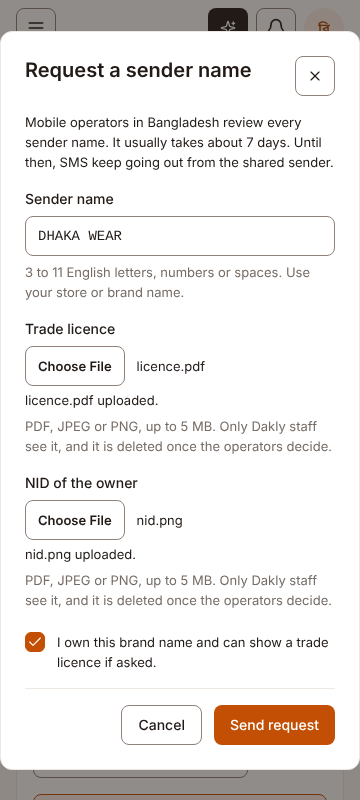 রি
Request a sender name
Mobile operators in Bangladesh review every
sender name. It usually takes about 7 days. Until
then, SMS keep going out from the shared sender.
Sender name
DHAKA WEAR
3 to 11 English letters, numbers or spaces. Use
your store or brand name.
Trade licence
Choose File licence.pdf
licence.pdf uploaded.
PDF, JPEG or PNG, up to 5 MB. Only Dakly staff
see it, and it is deleted once the operators decide.
NID of the owner
Choose File nid.png
nid.png uploaded.
PDF, JPEG or PNG, up to 5 MB. Only Dakly staff
see it, and it is deleted once the operators decide.
I own this brand name and can show a trade
licence if asked.
Cancel Send request